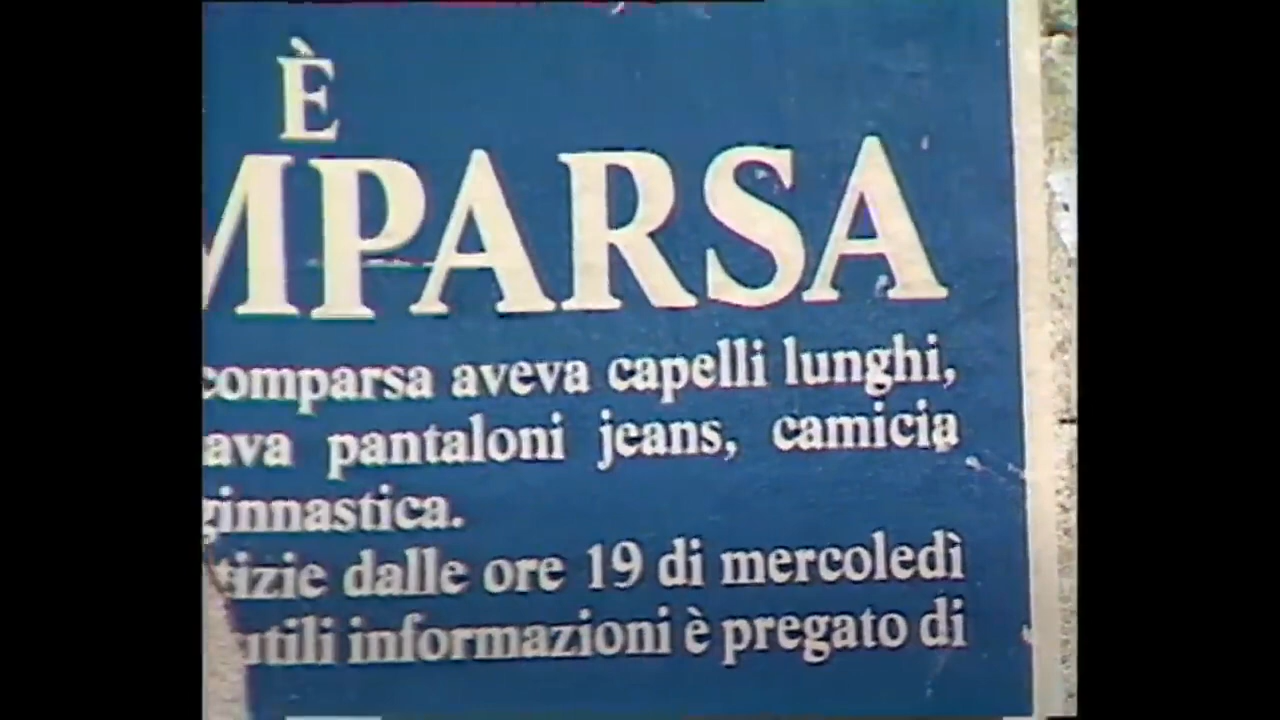 È
MPARSA
comparsa aveva capelli lunghi,
ava pantaloni jeans, camicia
ginnastica.
tizie dalle ore 19 di mercoledì
utili informazioni è pregato di